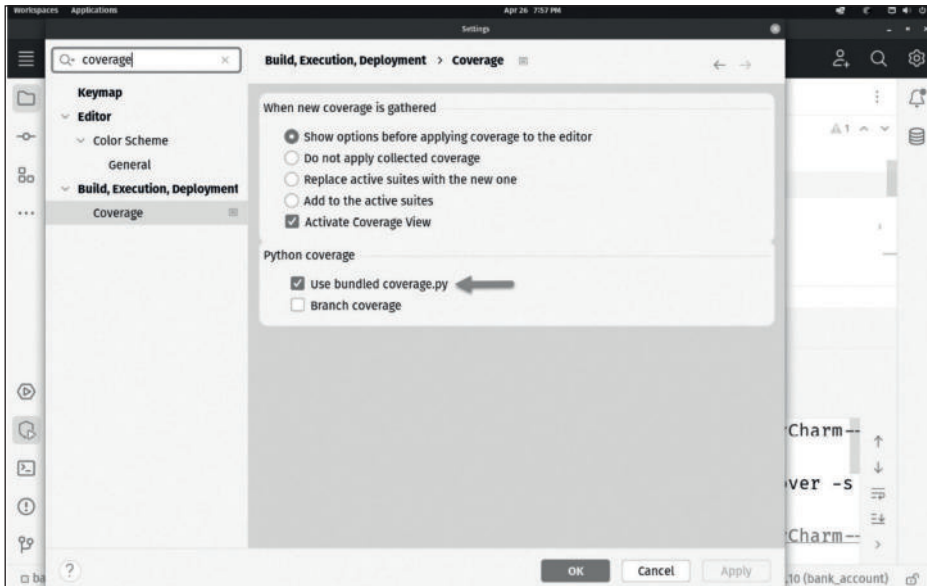 Workspaces Applications
Apr 26 7:57 PM
Settings
coverage
Build, Execution, Deployment > Coverage
Keymap
Editor
Color Scheme
General
Build, Execution, Deployment
Coverage
When new coverage is gathered
Show options before applying coverage to the editor
Do not apply collected coverage
Replace active suites with the new one
Add to the active suites
Activate Coverage View
Python coverage
Use bundled coverage.py
Branch coverage
1
Charm--
over -s
Charm--
?
OK
Cancel
Apply
ba
.10 (bank_account)